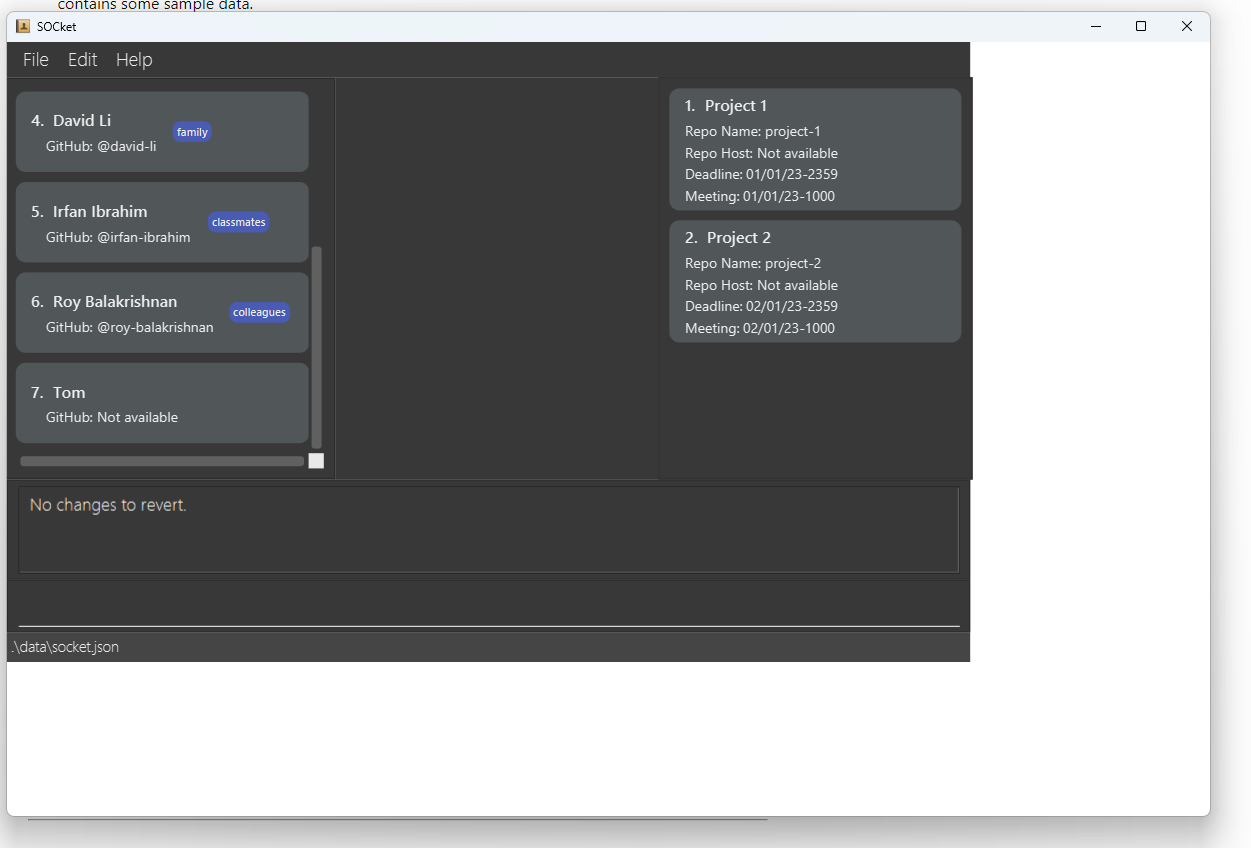 contains some sample data.
SOCket
File Edit Help
4. David Li
family
GitHub: @david-li
5. Irfan Ibrahim
classmates
GitHub: @irfan-ibrahim
6. Roy Balakrishnan
colleagues
GitHub: @roy-balakrishnan
7. Tom
GitHub: Not available
1. Project 1
Repo Name: project-1
Repo Host: Not available
Deadline: 01/01/23-2359
Meeting: 01/01/23-1000
2. Project 2
Repo Name: project-2
Repo Host: Not available
Deadline: 02/01/23-2359
Meeting: 02/01/23-1000
No changes to revert.
.\data\socket.json